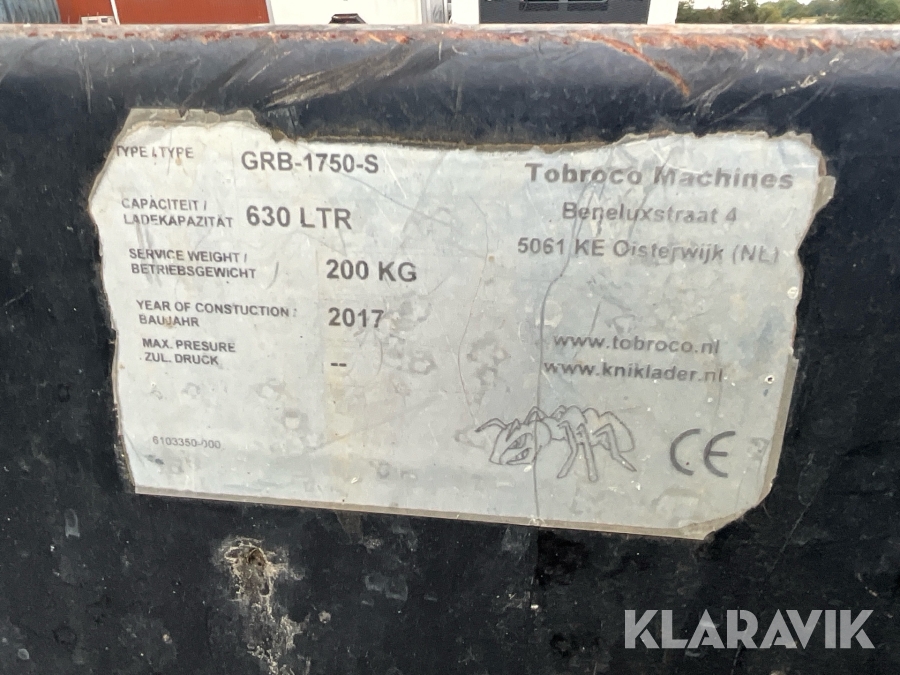 TYPE / TYPE GRB-1750-S
CAPACITEIT /
LADEKAPAZITÄT 630 LTR
SERVICE WEIGHT /
BETRIEBSGEWICHT 200 KG
YEAR OF CONSTUCTION /
BAUJAHR 2017
MAX. PRESURE
ZUL. DRUCK --
6103350-000
Tobroco Machines
Beneluxstraat 4
5061 KE Oisterwijk (NL)
www.tobroco.nl
www.kniklader.nl
CE
KLARAVIK